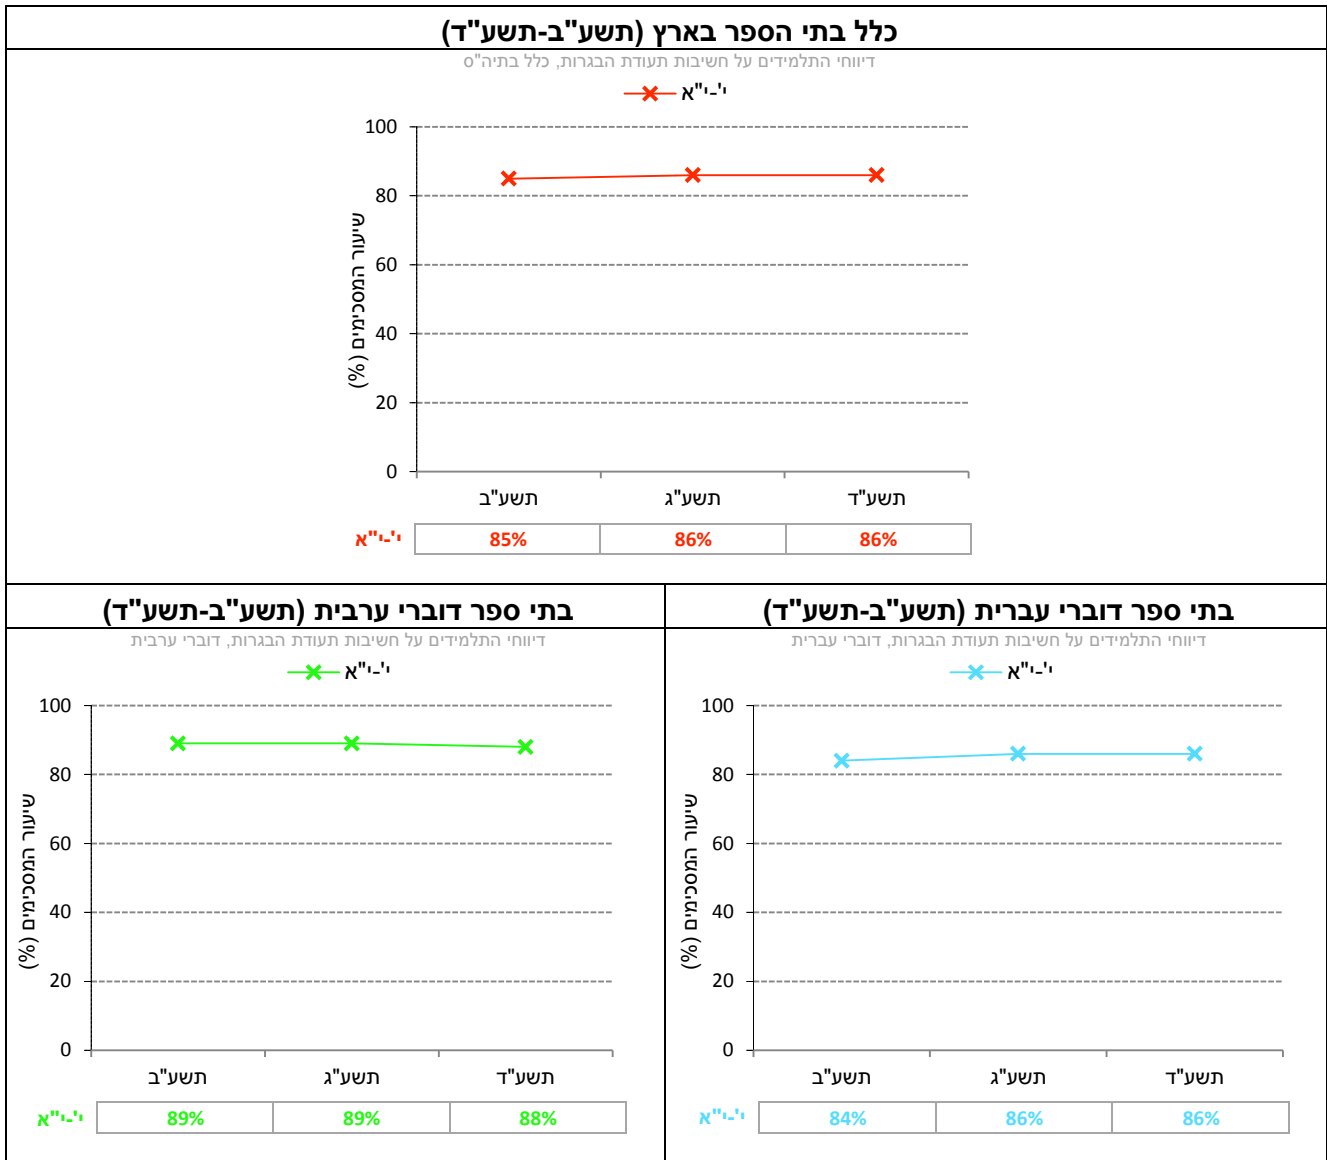 כלל בתי הספר בארץ (תשע"ב-תשע"ד)
דיווחי התלמידים על חשיבות תעודת הבגרות, כלל בתיה"ס
י'-י"א
שיעור המסכימים (%)
100
80
60
40
20
0
תשע"ב תשע"ג תשע"ד
י'-י"א 85% 86% 86%
בתי ספר דוברי עברית (תשע"ב-תשע"ד)
דיווחי התלמידים על חשיבות תעודת הבגרות, דוברי עברית
י'-י"א
שיעור המסכימים (%)
100
80
60
40
20
0
תשע"ב תשע"ג תשע"ד
י'-י"א 84% 86% 86%
בתי ספר דוברי ערבית (תשע"ב-תשע"ד)
דיווחי התלמידים על חשיבות תעודת הבגרות, דוברי ערבית
י'-י"א
שיעור המסכימים (%)
100
80
60
40
20
0
תשע"ב תשע"ג תשע"ד
י'-י"א 89% 89% 88%